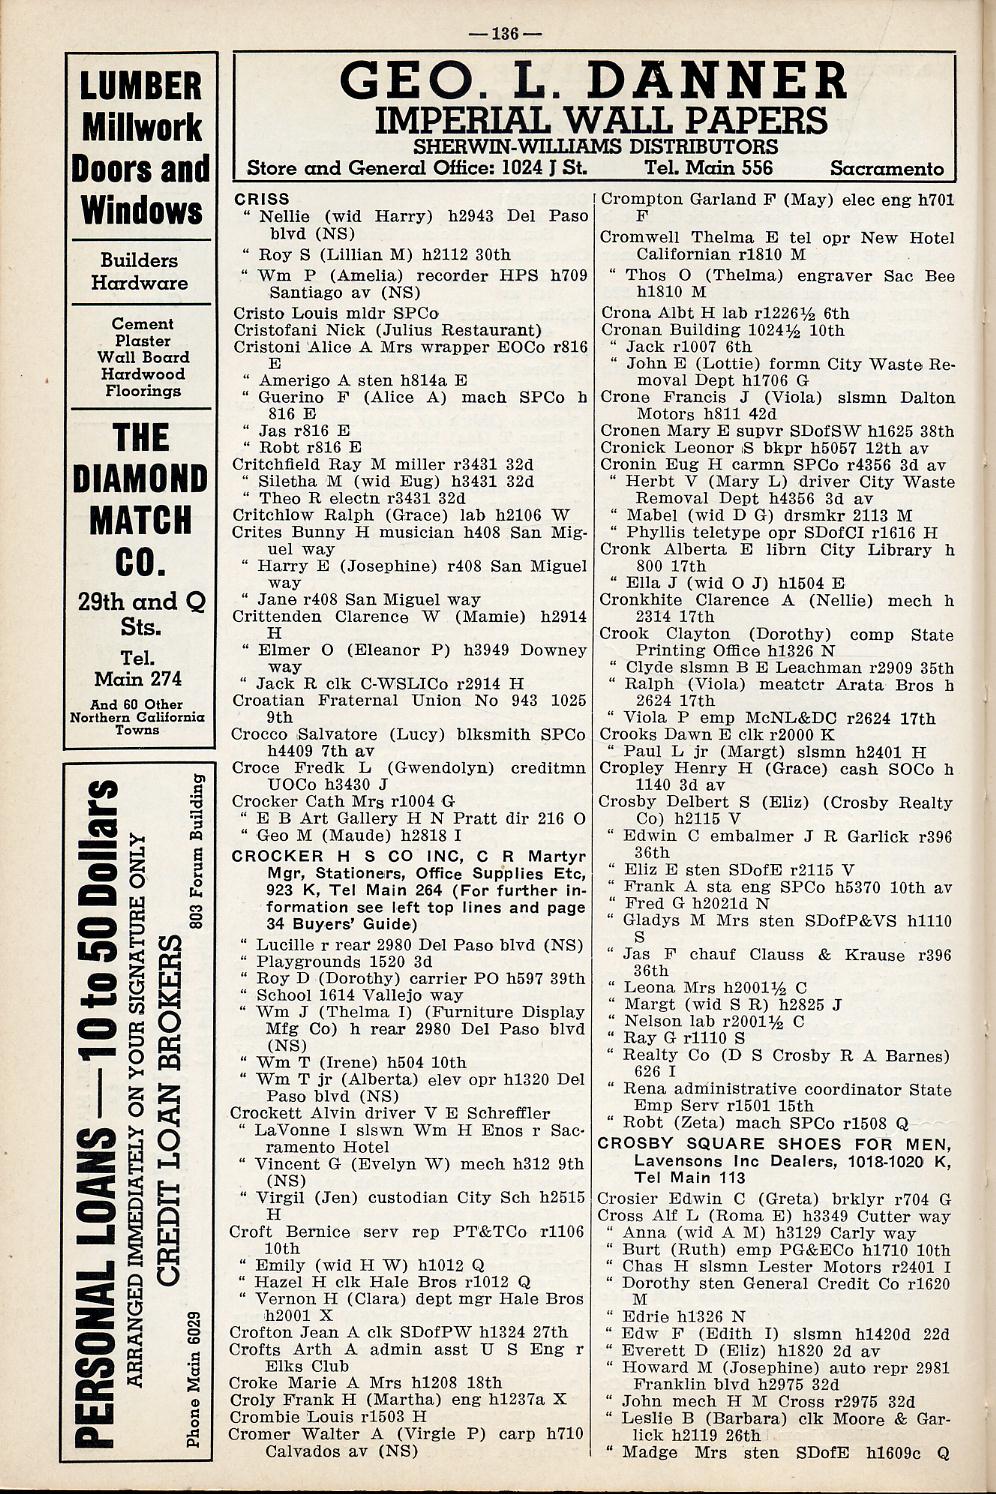 —136—
LUMBER
Millwork
Doors and
Windows
Builders
Hardware
Cement
Plaster
Wall Board
Hardwood
Floorings
THE
DIAMOND
MATCH
CO.
29th and Q
Sts.
Tel.
Main 274
And 60 Other
Northern California
Towns
PERSONAL LOANS — 10 to 50 Dollars
ARRANGED IMMEDIATELY ON YOUR SIGNATURE ONLY
CREDIT LOAN BROKERS
Phone Main 6029 803 Forum Building
GEO. L. DANNER
IMPERIAL WALL PAPERS
SHERWIN-WILLIAMS DISTRIBUTORS
Store and General Office: 1024 J St. Tel. Main 556 Sacramento
CRISS
" Nellie (wid Harry) h2943 Del Paso
blvd (NS)
" Roy S (Lillian M) h2112 30th
" Wm P (Amelia) recorder HPS h709
Santiago av (NS)
Cristo Louis mldr SPCo
Cristofani Nick (Julius Restaurant)
Cristoni Alice A Mrs wrapper EOCo r816
E
" Amerigo A sten h814a E
" Guerino F (Alice A) mach SPCo h
816 E
" Jas r816 E
" Robt r816 E
Critchfield Ray M miller r3431 32d
" Siletha M (wid Eug) h3431 32d
" Theo R electn r3431 32d
Critchlow Ralph (Grace) lab h2106 W
Crites Bunny H musician h408 San Mig-
uel way
" Harry E (Josephine) r408 San Miguel
way
" Jane r408 San Miguel way
Crittenden Clarence W (Mamie) h2914
H
" Elmer O (Eleanor P) h3949 Downey
way
" Jack R clk C-WSLICo r2914 H
Croatian Fraternal Union No 943 1025
9th
Crocco Salvatore (Lucy) blksmith SPCo
h4409 7th av
Croce Fredk L (Gwendolyn) creditmn
UOCo h3430 J
Crocker Cath Mrs r1004 G
" E B Art Gallery H N Pratt dir 216 O
" Geo M (Maude) h2818 I
CROCKER H S CO INC, C R Martyr
Mgr, Stationers, Office Supplies Etc,
923 K, Tel Main 264 (For further in-
formation see left top lines and page
34 Buyers' Guide)
" Lucille r rear 2980 Del Paso blvd (NS)
" Playgrounds 1520 3d
" Roy D (Dorothy) carrier PO h597 39th
" School 1614 Vallejo way
" Wm J (Thelma I) (Furniture Display
Mfg Co) h rear 2980 Del Paso blvd
(NS)
" Wm T (Irene) h504 10th
" Wm T jr (Alberta) elev opr h1320 Del
Paso blvd (NS)
Crockett Alvin driver V E Schreffler
" LaVonne I slswn Wm H Enos r Sac-
ramento Hotel
" Vincent G (Evelyn W) mech h312 9th
(NS)
" Virgil (Jen) custodian City Sch h2515
H
Croft Bernice serv rep PT&TCo r1106
10th
" Emily (wid H W) h1012 Q
" Hazel H clk Hale Bros r1012 Q
" Vernon H (Clara) dept mgr Hale Bros
h2001 X
Crofton Jean A clk SDofPW h1324 27th
Crofts Arth A admin asst U S Eng r
Elks Club
Croke Marie A Mrs h1208 18th
Croly Frank H (Martha) eng h1237a X
Crombie Louis r1503 H
Cromer Walter A (Virgie P) carp h710
Calvados av (NS)
Crompton Garland F (May) elec eng h701
F
Cromwell Thelma E tel opr New Hotel
Californian r1810 M
" Thos O (Thelma) engraver Sac Bee
h1810 M
Crona Albt H lab r1226½ 6th
Cronan Building 1024½ 10th
" Jack r1007 6th
" John E (Lottie) formn City Waste Re-
moval Dept h1706 G
Crone Francis J (Viola) slsmn Dalton
Motors h811 42d
Cronen Mary E supvr SDofSW h1625 38th
Cronick Leonor S bkpr h5057 12th av
Cronin Eug H carmn SPCo r4356 3d av
" Herbt V (Mary L) driver City Waste
Removal Dept h4356 3d av
" Mabel (wid D G) drsmkr 2113 M
" Phyllis teletype opr SDofCI r1616 H
Cronk Alberta E librn City Library h
800 17th
" Ella J (wid O J) h1504 E
Cronkhite Clarence A (Nellie) mech h
2314 17th
Crook Clayton (Dorothy) comp State
Printing Office h1326 N
" Clyde slsmn B E Leachman r2909 35th
" Ralph (Viola) meatctr Arata Bros h
2624 17th
" Viola P emp McNL&DC r2624 17th
Crooks Dawn E clk r2000 K
" Paul L jr (Margt) slsmn h2401 H
Cropley Henry H (Grace) cash SOCo h
1140 3d av
Crosby Delbert S (Eliz) (Crosby Realty
Co) h2115 V
" Edwin C embalmer J R Garlick r396
36th
" Eliz E sten SDofE r2115 V
" Frank A sta eng SPCo h5370 10th av
" Fred G h2021d N
" Gladys M Mrs sten SDofP&VS h1110
S
" Jas F chauf Clauss & Krause r396
36th
" Leona Mrs h2001½ C
" Margt (wid S R) h2825 J
" Nelson lab r2001½ C
" Ray G r1110 S
" Realty Co (D S Crosby R A Barnes)
626 I
" Rena administrative coordinator State
Emp Serv r1501 15th
" Robt (Zeta) mach SPCo r1508 Q
CROSBY SQUARE SHOES FOR MEN,
Lavensons Inc Dealers, 1018-1020 K,
Tel Main 113
Crosier Edwin C (Greta) brklyr r704 G
Cross Alf L (Roma E) h3349 Cutter way
" Anna (wid A M) h3129 Carly way
" Burt (Ruth) emp PG&ECo h1710 10th
" Chas H slsmn Lester Motors r2401 I
" Dorothy sten General Credit Co r1620
M
" Edrie h1326 N
" Edw F (Edith I) slsmn h1420d 22d
" Everett D (Eliz) h1820 2d av
" Howard M (Josephine) auto repr 2981
Franklin blvd h2975 32d
" John mech H M Cross r2975 32d
" Leslie B (Barbara) clk Moore & Gar-
lick h2119 26th
" Madge Mrs sten SDofE h1609c Q